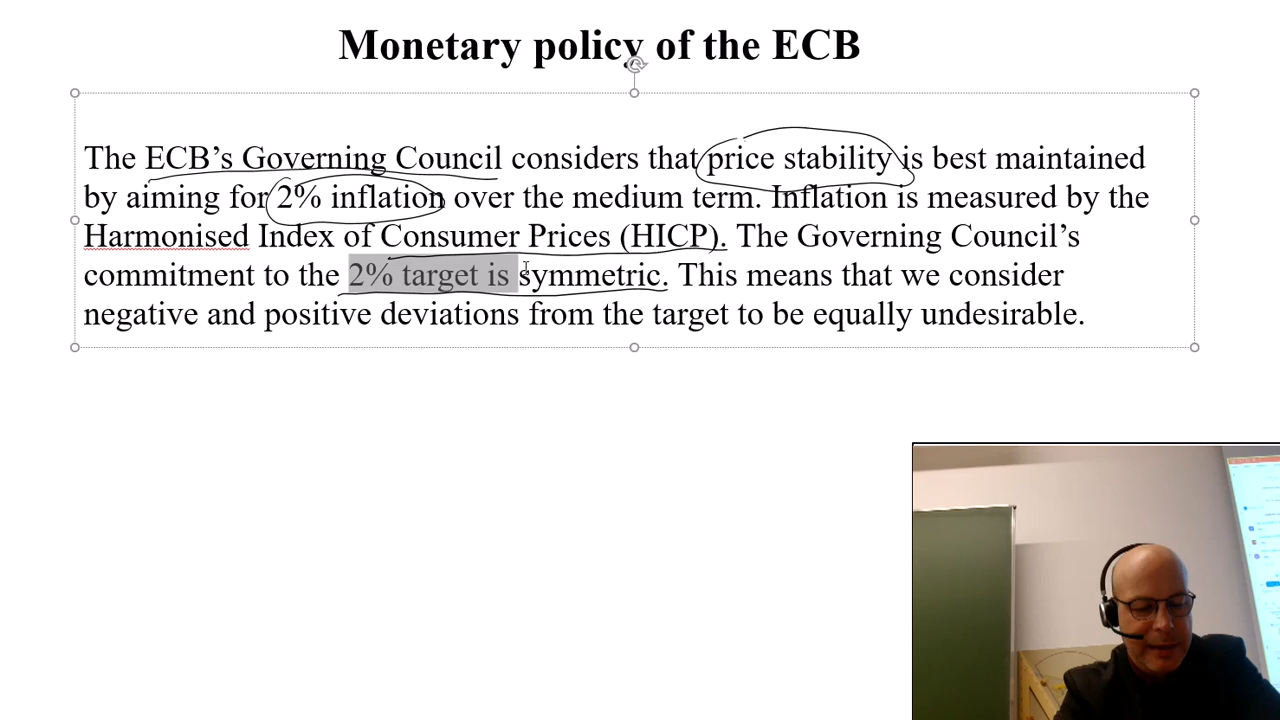 Monetary policy of the ECB
The ECB’s Governing Council considers that price stability is best maintained
by aiming for 2% inflation over the medium term. Inflation is measured by the
Harmonised Index of Consumer Prices (HICP). The Governing Council’s
commitment to the 2% target is symmetric. This means that we consider
negative and positive deviations from the target to be equally undesirable.